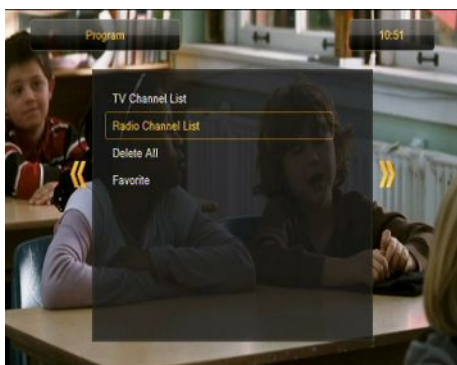 Program
10:51
TV Channel List
Radio Channel List
Delete All
Favorite